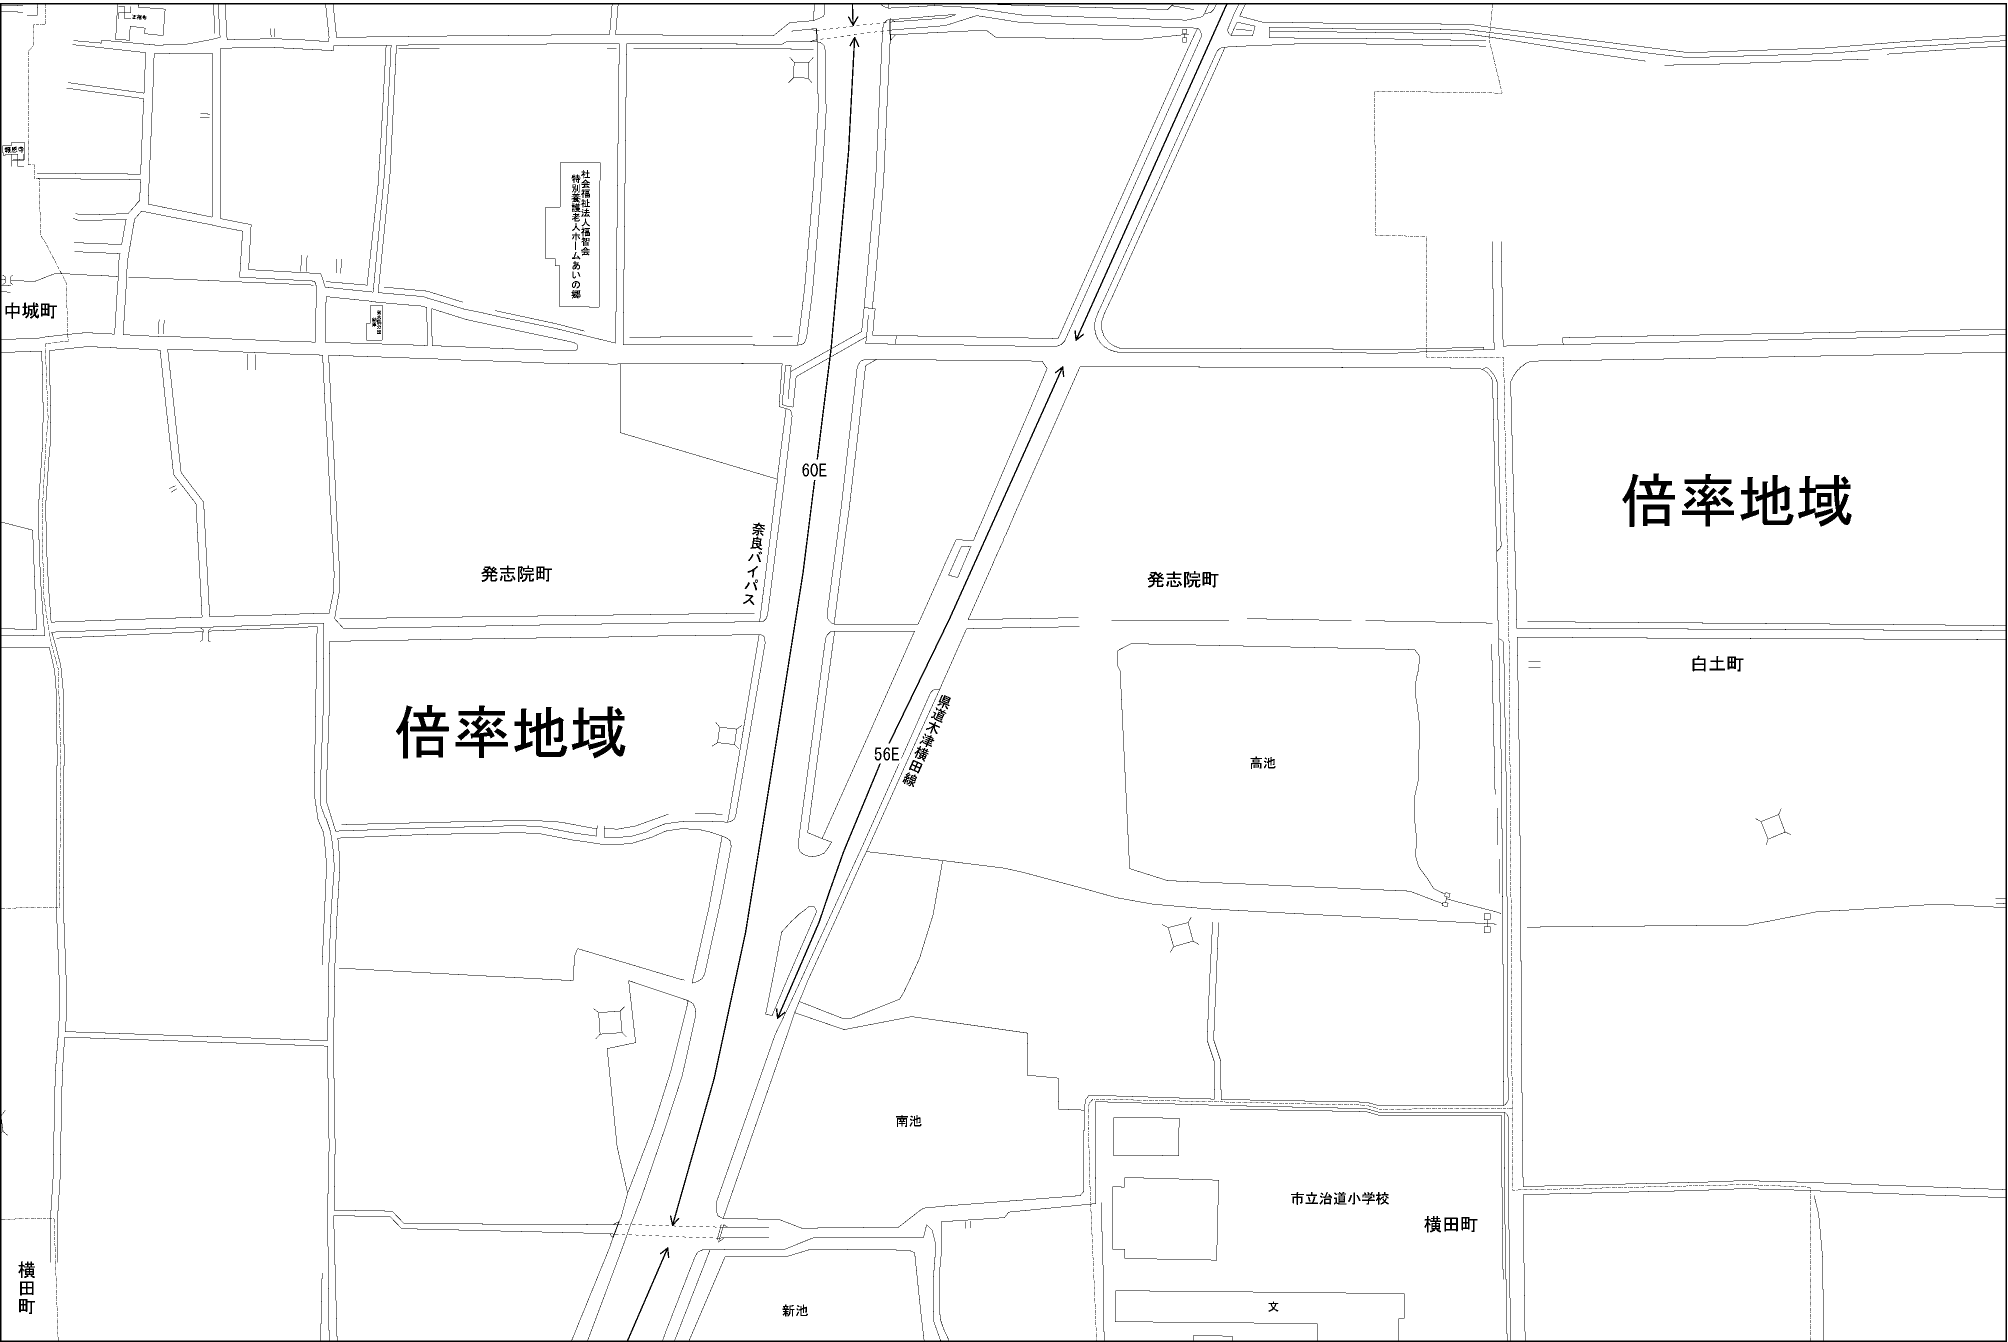 社会福祉法人福智会
特別養護老人ホームあいの郷
中城町
60E
倍率地域
奈良バイパス
発志院町
発志院町
白土町
倍率地域
県道木津横田線
56E
高池
南池
市立治道小学校
横田町
横田町
新池
文